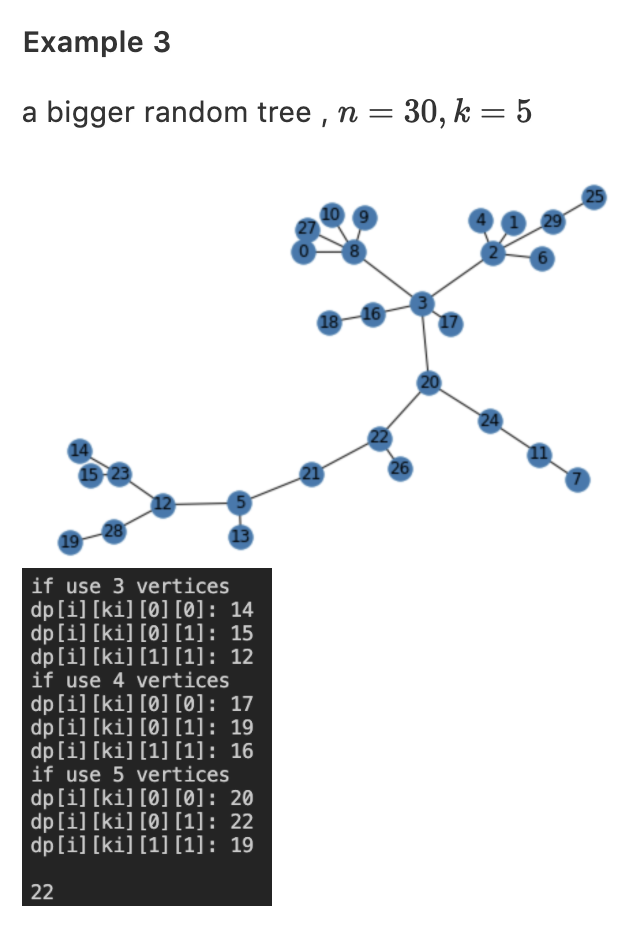 Example 3
a bigger random tree , n = 30, k = 5
25
10
9
4
1
29
27
0
8
2
6
3
18
16
17
20
24
22
14
11
26
15
23
21
7
12
5
28
13
19
if use 3 vertices
dp[i][ki][0][0]: 14
dp[i][ki][0][1]: 15
dp[i][ki][1][1]: 12
if use 4 vertices
dp[i][ki][0][0]: 17
dp[i][ki][0][1]: 19
dp[i][ki][1][1]: 16
if use 5 vertices
dp[i][ki][0][0]: 20
dp[i][ki][0][1]: 22
dp[i][ki][1][1]: 19
22